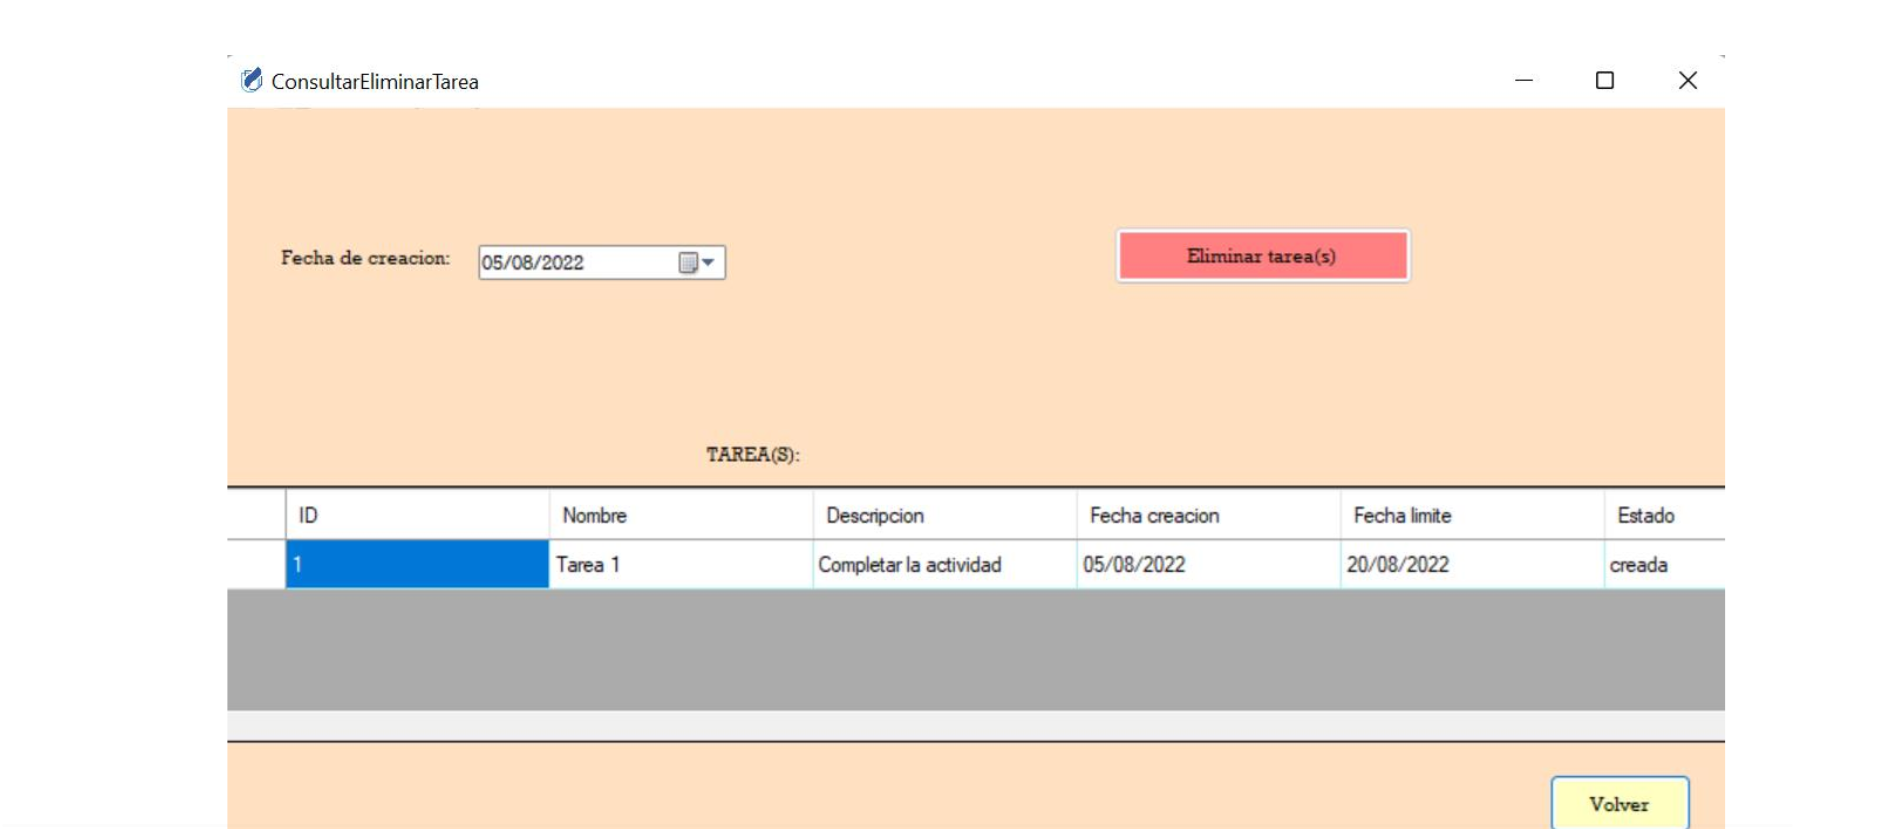 ConsultarEliminarTarea
Fecha de creacion: 05/08/2022 Eliminar tarea(s)
TAREA(S):
ID Nombre Descripcion Fecha creacion Fecha limite Estado
1 Tarea 1 Completar la actividad 05/08/2022 20/08/2022 creada
Volver